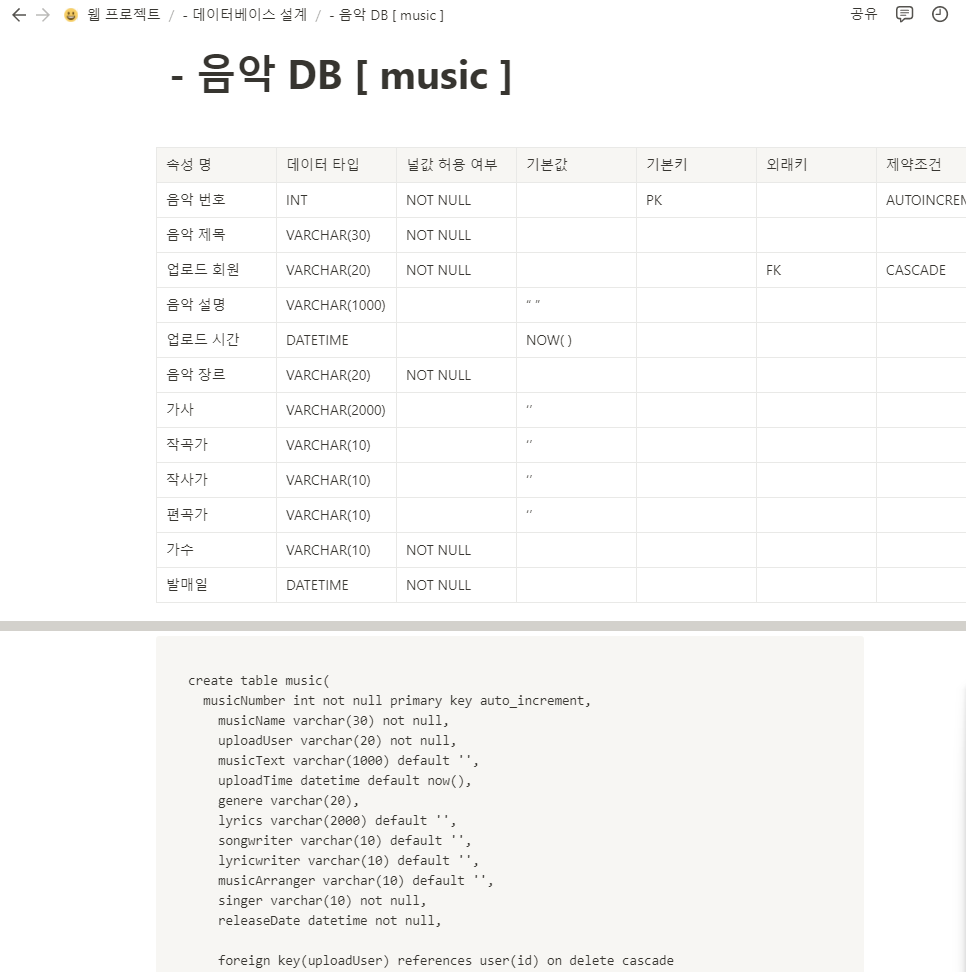 ← → 😀 웹 프로젝트 / - 데이터베이스 설계 / - 음악 DB [ music ] 공유
- 음악 DB [ music ]
속성 명 데이터 타입 널값 허용 여부 기본값 기본키 외래키 제약조건
음악 번호 INT NOT NULL PK AUTOINCREM
음악 제목 VARCHAR(30) NOT NULL
업로드 회원 VARCHAR(20) NOT NULL FK CASCADE
음악 설명 VARCHAR(1000) “ ”
업로드 시간 DATETIME NOW( )
음악 장르 VARCHAR(20) NOT NULL
가사 VARCHAR(2000) ‘’
작곡가 VARCHAR(10) ‘’
작사가 VARCHAR(10) ‘’
편곡가 VARCHAR(10) ‘’
가수 VARCHAR(10) NOT NULL
발매일 DATETIME NOT NULL
create table music(
musicNumber int not null primary key auto_increment,
musicName varchar(30) not null,
uploadUser varchar(20) not null,
musicText varchar(1000) default '',
uploadTime datetime default now(),
genere varchar(20),
lyrics varchar(2000) default '',
songwriter varchar(10) default '',
lyricwriter varchar(10) default '',
musicArranger varchar(10) default '',
singer varchar(10) not null,
releaseDate datetime not null,
foreign key(uploadUser) references user(id) on delete cascade